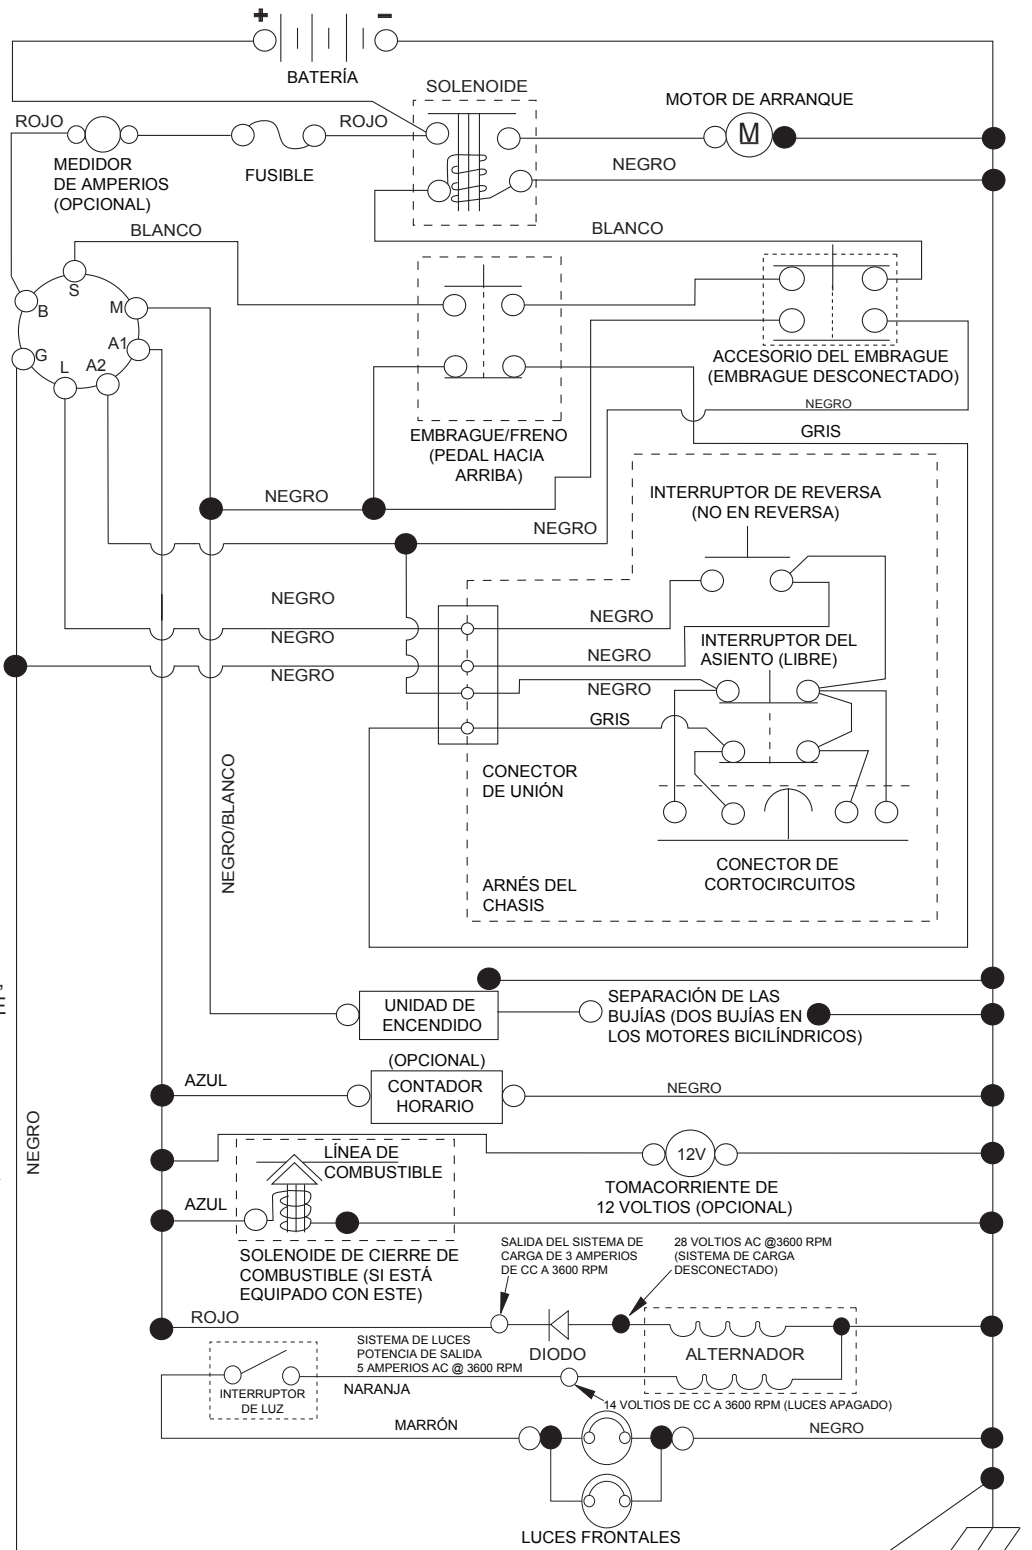 + −
BATERÍA
SOLENOIDE
MOTOR DE ARRANQUE
ROJO
ROJO
M
MEDIDOR
DE AMPERIOS
(OPCIONAL)
FUSIBLE
NEGRO
BLANCO
BLANCO
S
B
M
G
A1
L
A2
ACCESORIO DEL EMBRAGUE
(EMBRAGUE DESCONECTADO)
NEGRO
EMBRAGUE/FRENO
(PEDAL HACIA
ARRIBA)
GRIS
NEGRO
INTERRUPTOR DE REVERSA
(NO EN REVERSA)
NEGRO
NEGRO
NEGRO
NEGRO
NEGRO
INTERRUPTOR DEL
ASIENTO (LIBRE)
NEGRO
NEGRO
GRIS
CONECTOR
DE UNIÓN
NEGRO/BLANCO
CONECTOR DE
CORTOCIRCUITOS
ARNÉS DEL
CHASIS
UNIDAD DE
ENCENDIDO
SEPARACIÓN DE LAS
BUJÍAS (DOS BUJÍAS EN
LOS MOTORES BICILÍNDRICOS)
(OPCIONAL)
AZUL
CONTADOR
HORARIO
NEGRO
NEGRO
LÍNEA DE
COMBUSTIBLE
12V
TOMACORRIENTE DE
12 VOLTIOS (OPCIONAL)
AZUL
SOLENOIDE DE CIERRE DE
COMBUSTIBLE (SI ESTÁ
EQUIPADO CON ESTE)
SALIDA DEL SISTEMA DE
CARGA DE 3 AMPERIOS
DE CC A 3600 RPM
28 VOLTIOS AC @3600 RPM
(SISTEMA DE CARGA
DESCONECTADO)
ROJO
DIODO
ALTERNADOR
SISTEMA DE LUCES
POTENCIA DE SALIDA
5 AMPERIOS AC @ 3600 RPM
INTERRUPTOR
DE LUZ
NARANJA
14 VOLTIOS DE CC A 3600 RPM (LUCES APAGADO)
MARRÓN
NEGRO
LUCES FRONTALES